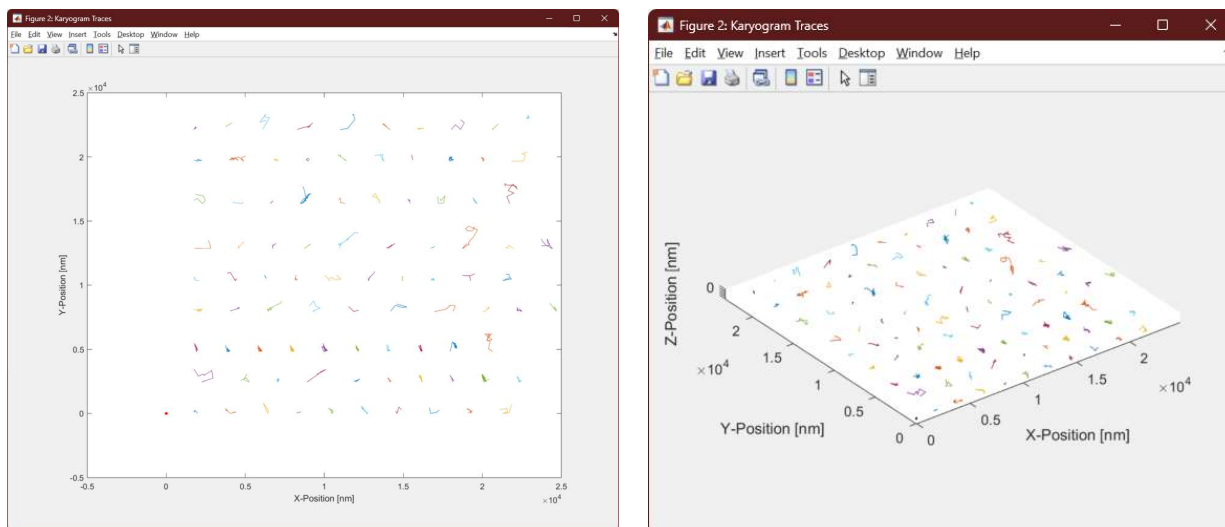 Figure 2: Karyogram Traces
File Edit View Insert Tools Desktop Window Help
×10⁴
2.5
2
1.5
1
0.5
0
-0.5
Y-Position [nm]
-0.5 0 0.5 1 1.5 2 2.5
X-Position [nm]
×10⁴
Figure 2: Karyogram Traces
File Edit View Insert Tools Desktop Window Help
Z-Position [nm]
0
2
1.5
×10⁴
1
0.5
0
Y-Position [nm]
0
0.5
1
1.5
2
×10⁴
X-Position [nm]